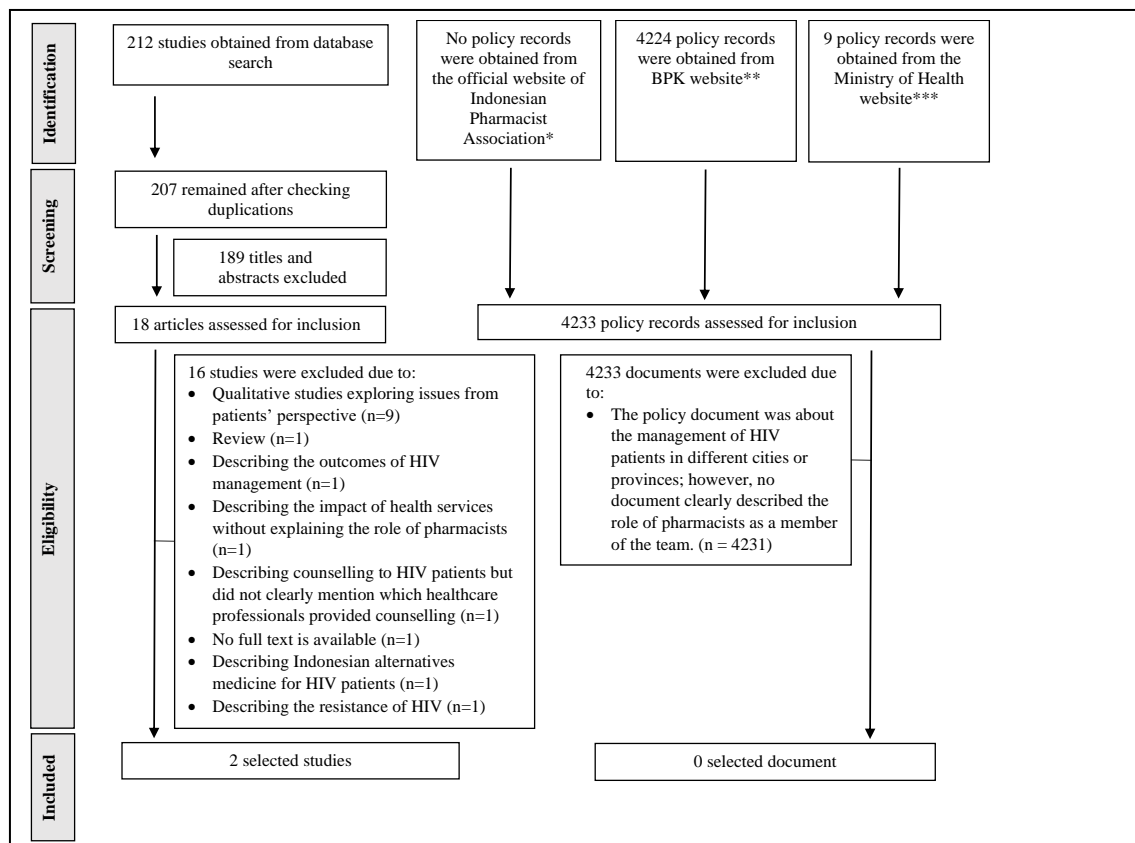 Identification
212 studies obtained from database
search
No policy records
were obtained from
the official website of
Indonesian
Pharmacist
Association*
4224 policy records
were obtained from
BPK website**
9 policy records were
obtained from the
Ministry of Health
website***
Screening
207 remained after checking
duplications
189 titles and
abstracts excluded
Eligibility
18 articles assessed for inclusion
4233 policy records assessed for inclusion
16 studies were excluded due to:
• Qualitative studies exploring issues from
patients’ perspective (n=9)
• Review (n=1)
• Describing the outcomes of HIV
management (n=1)
• Describing the impact of health services
without explaining the role of pharmacists
(n=1)
• Describing counselling to HIV patients but
did not clearly mention which healthcare
professionals provided counselling (n=1)
• No full text is available (n=1)
• Describing Indonesian alternatives
medicine for HIV patients (n=1)
• Describing the resistance of HIV (n=1)
4233 documents were excluded due
to:
• The policy document was about
the management of HIV
patients in different cities or
provinces; however, no
document clearly described the
role of pharmacists as a member
of the team. (n = 4231)
Included
2 selected studies
0 selected document